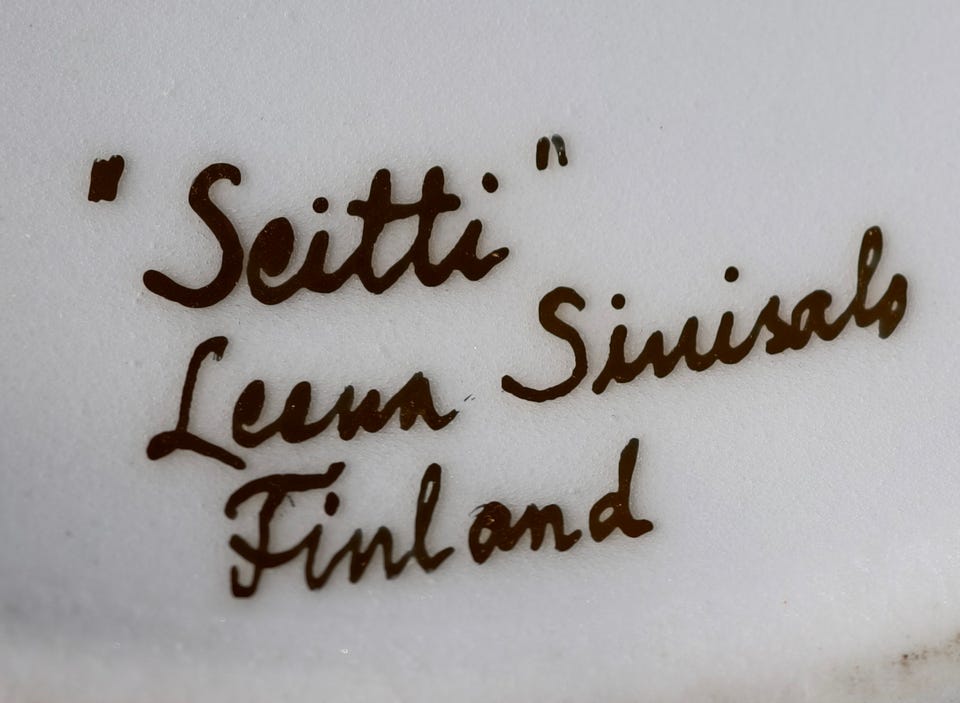 "Seitti"
Leena Sinisalo
Finland